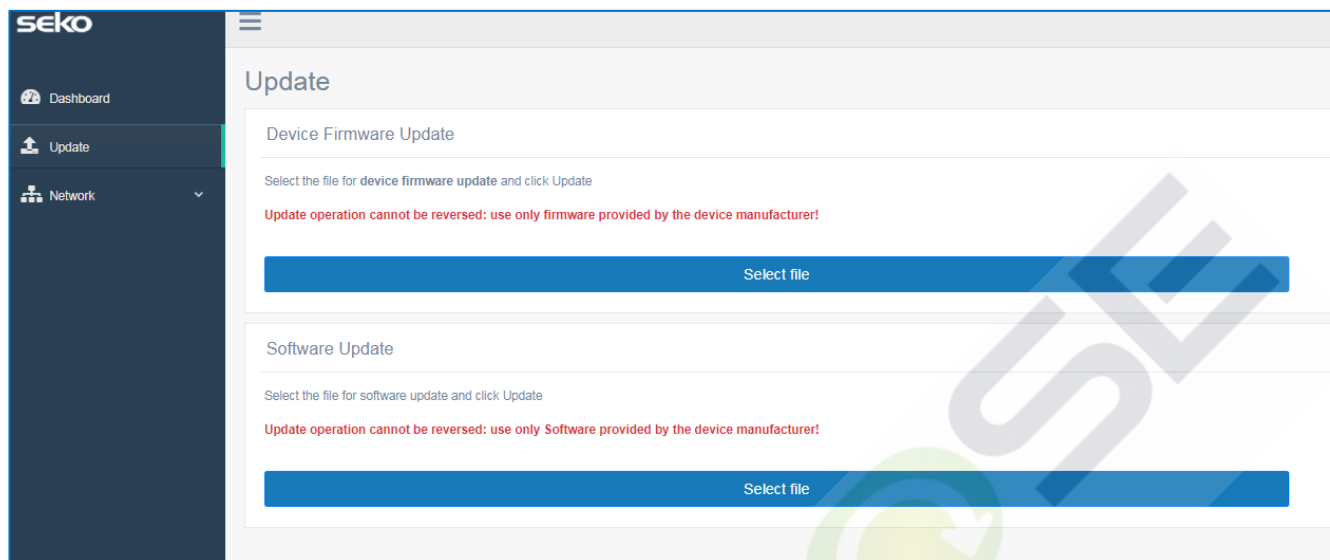 seko
Dashboard
Update
Network
Update
Device Firmware Update
Select the file for device firmware update and click Update
Update operation cannot be reversed: use only firmware provided by the device manufacturer!
Select file
Software Update
Select the file for software update and click Update
Update operation cannot be reversed: use only Software provided by the device manufacturer!
Select file
SE